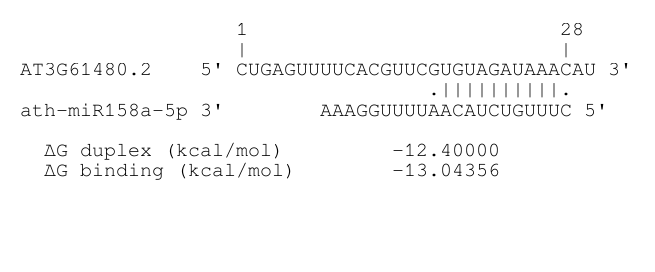 1 28
| |
AT3G61480.2 5' CUGAGUUUUCACGUUCGUGUAGAUAAACAU 3'
.||||||||||.
ath-miR158a-5p 3' AAAGGUUUUAACAUCUGUUUC 5'
ΔG duplex (kcal/mol) -12.40000
ΔG binding (kcal/mol) -13.04356